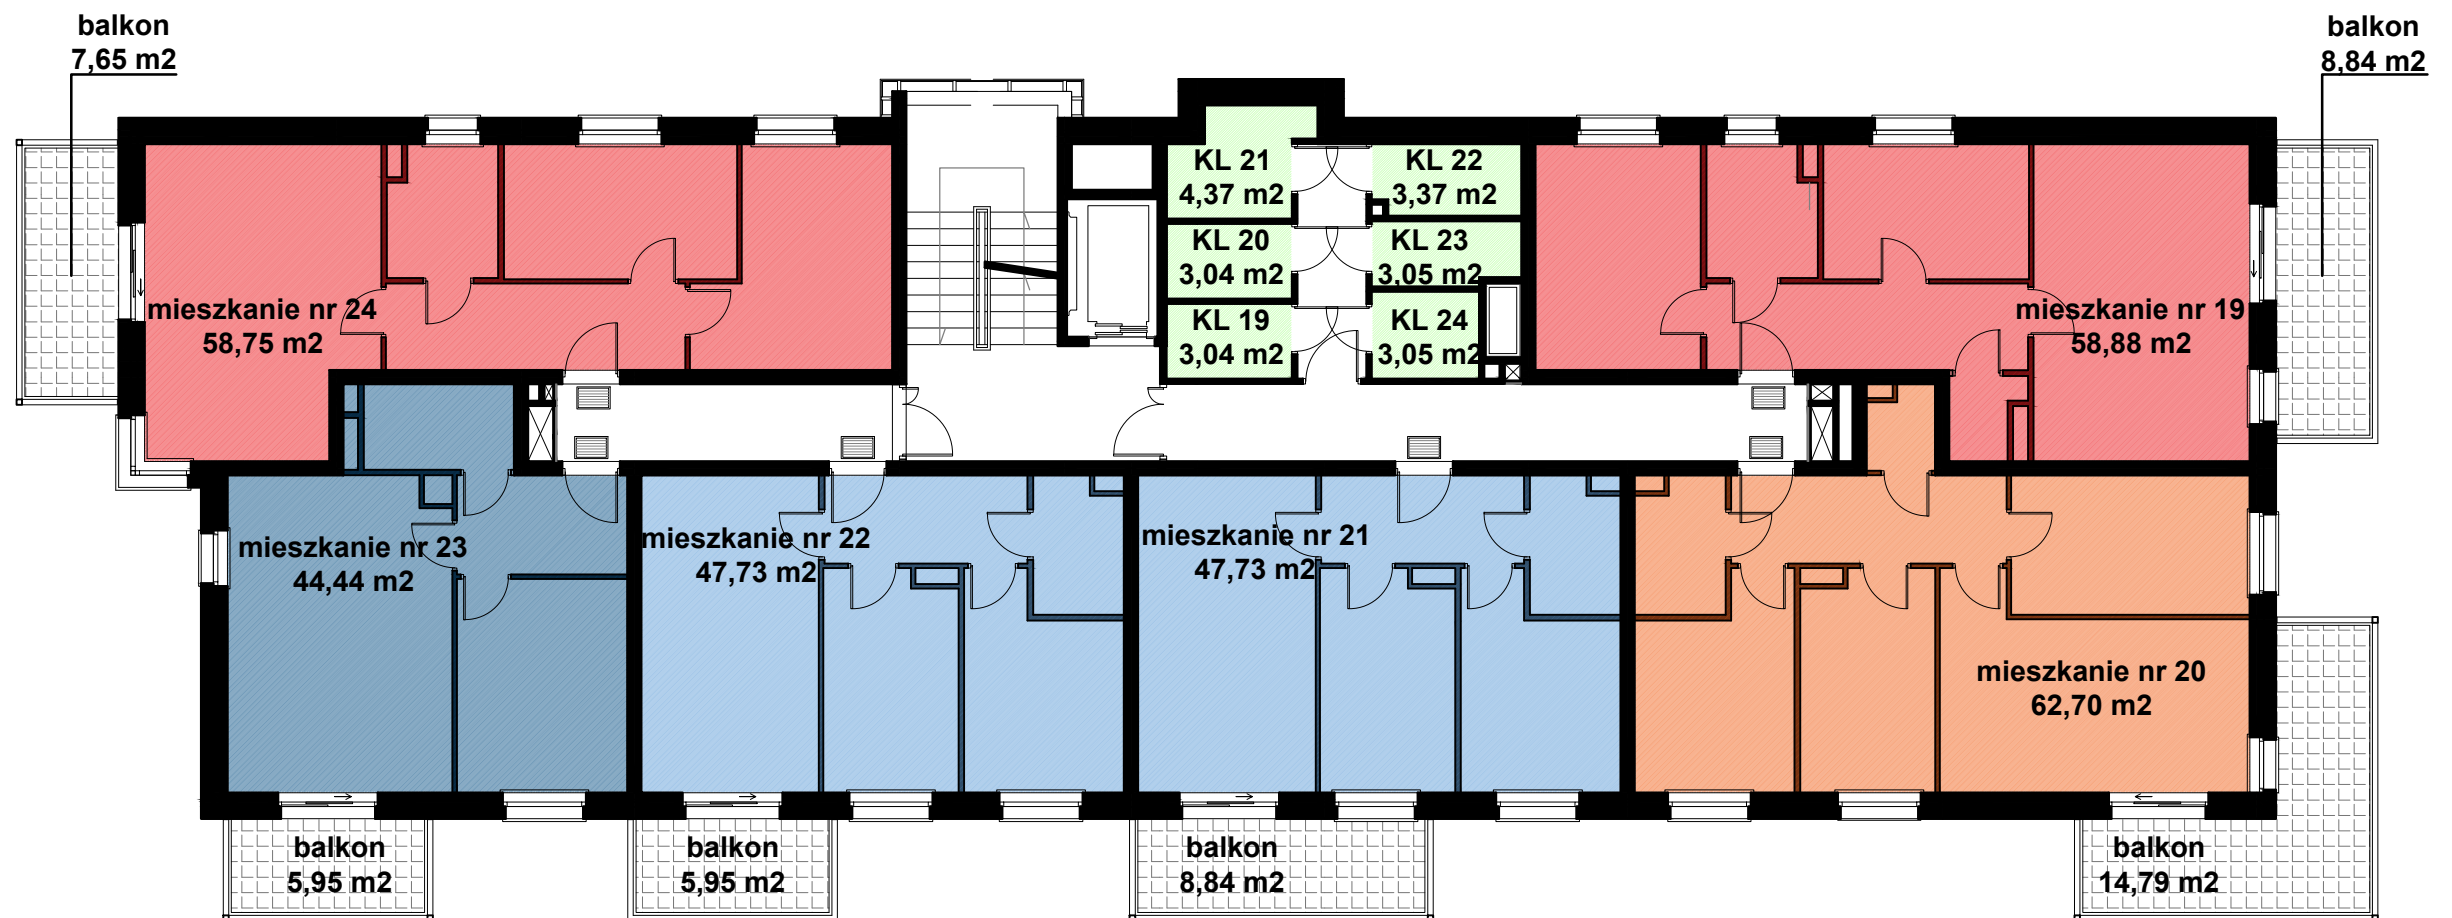 balkon
7,65 m2
balkon
8,84 m2
KL 21
4,37 m2
KL 22
3,37 m2
KL 20
3,04 m2
KL 23
3,05 m2
KL 19
3,04 m2
KL 24
3,05 m2
mieszkanie nr 24
58,75 m2
mieszkanie nr 19
58,88 m2
mieszkanie nr 23
44,44 m2
mieszkanie nr 22
47,73 m2
mieszkanie nr 21
47,73 m2
mieszkanie nr 20
62,70 m2
balkon
5,95 m2
balkon
5,95 m2
balkon
8,84 m2
balkon
14,79 m2